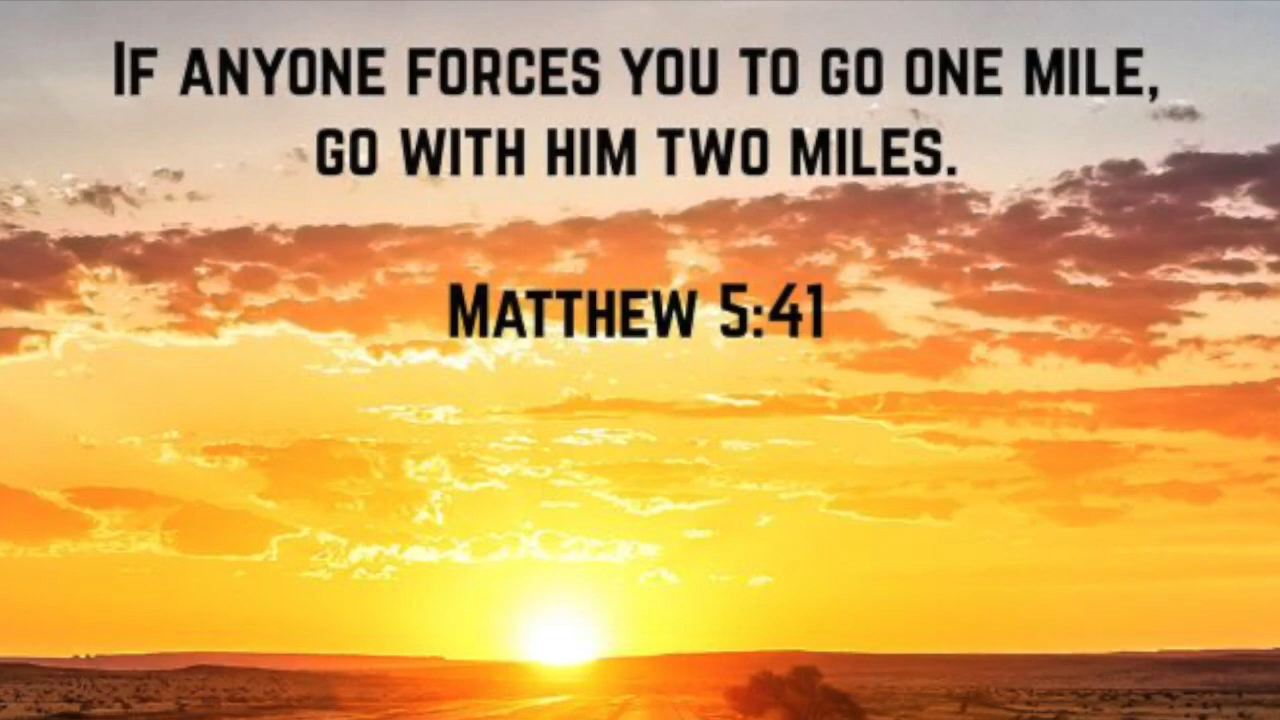 If anyone forces you to go one mile,
go with him two miles.
Matthew 5:41